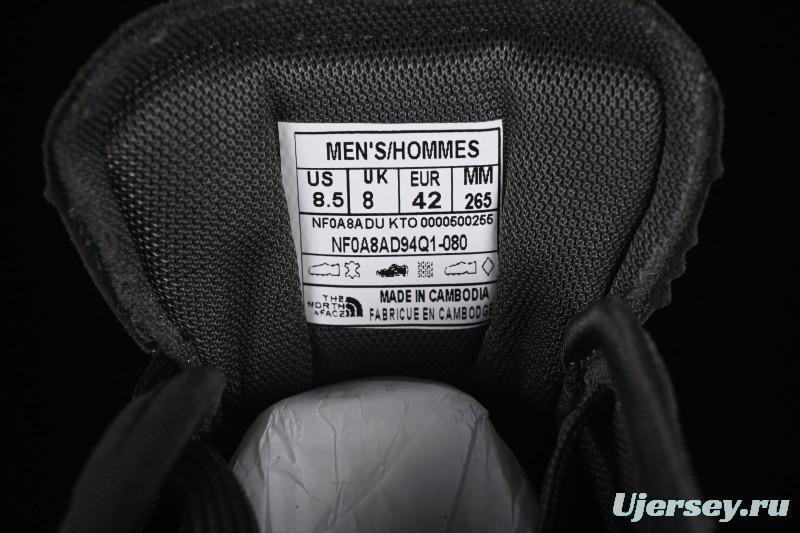 MEN'S/HOMMES
US UK EUR MM
8.5 8 42 265
NF0A8ADU KTO 0000500255
NF0A8AD94Q1-080
THE NORTH FACE
MADE IN CAMBODIA
FABRICUE EN CAMBODGE
Ujersey.ru